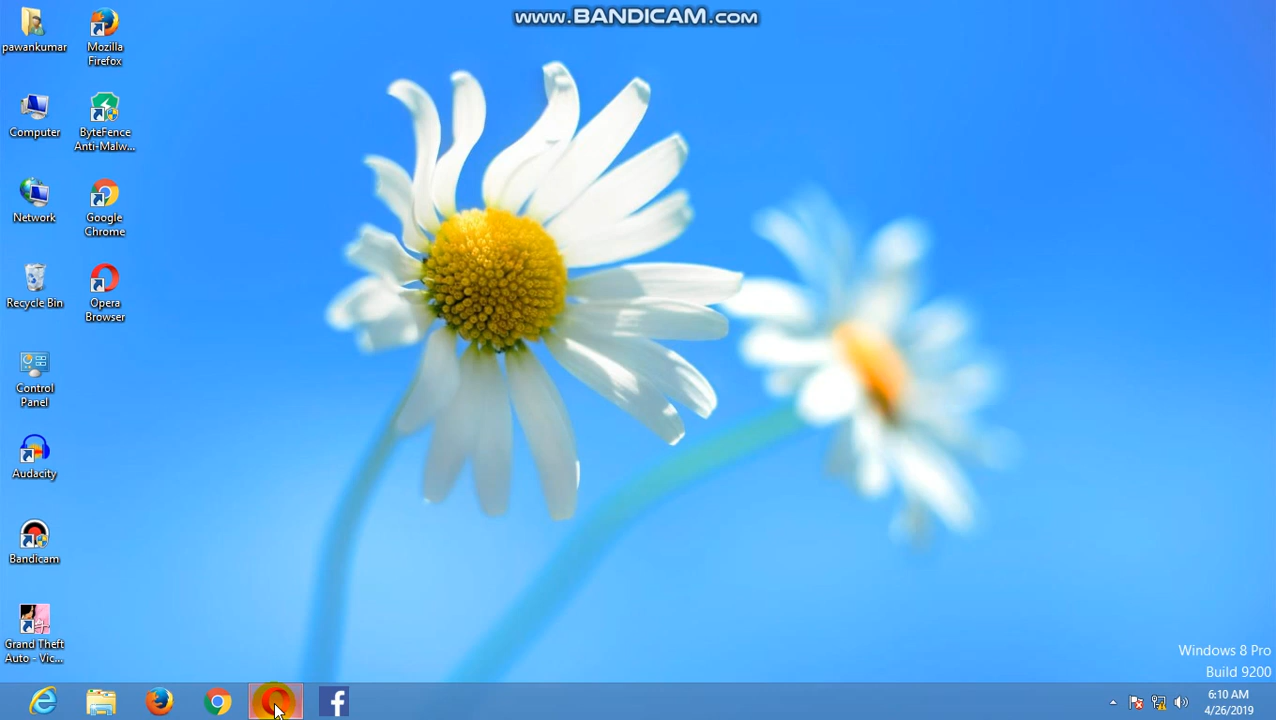 www.BANDICAM.com
pawankumar
Mozilla
Firefox
Computer
ByteFence
Anti-Malw...
Network
Google
Chrome
Recycle Bin
Opera
Browser
Control
Panel
Audacity
Bandicam
Grand Theft
Auto - Vic...
Windows 8 Pro
Build 9200
6:10 AM
4/26/2019